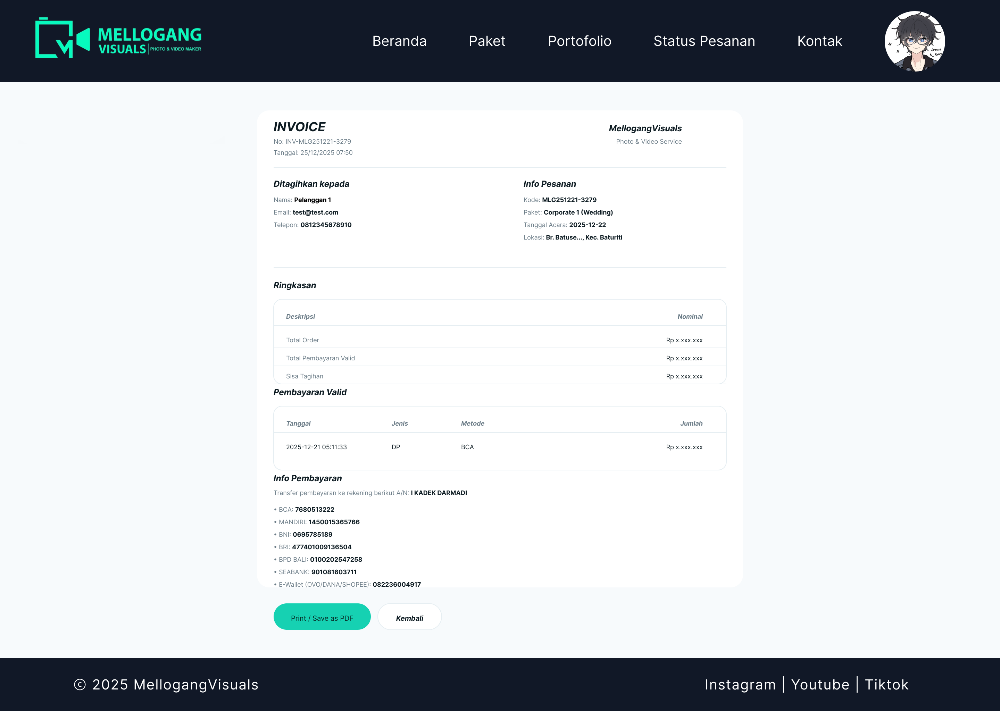 MELLOGANG
VISUALS | PHOTO & VIDEO MAKER
Beranda
Paket
Portofolio
Status Pesanan
Kontak
Jenius
Boy
INVOICE
MellogangVisuals
No: INV-MLG251221-3279
Photo & Video Service
Tanggal: 25/12/2025 07:50
Ditagihkan kepada
Nama: Pelanggan 1
Email: test@test.com
Telepon: 0812345678910
Info Pesanan
Kode: MLG251221-3279
Paket: Corporate 1 (Wedding)
Tanggal Acara: 2025-12-22
Lokasi: Br. Batuse..., Kec. Baturiti
Ringkasan
Deskripsi Nominal
Total Order Rp x.xxx.xxx
Total Pembayaran Valid Rp x.xxx.xxx
Sisa Tagihan Rp x.xxx.xxx
Pembayaran Valid
Tanggal Jenis Metode Jumlah
2025-12-21 05:11:33 DP BCA Rp x.xxx.xxx
Info Pembayaran
Transfer pembayaran ke rekening berikut A/N: I KADEK DARMADI
• BCA: 7680513222
• MANDIRI: 1450015365766
• BNI: 0695785189
• BRI: 477401009136504
• BPD BALI: 0100202547258
• SEABANK: 901081603711
• E-Wallet (OVO/DANA/SHOPEE): 082236004917
Print / Save as PDF
Kembali
© 2025 MellogangVisuals
Instagram | Youtube | Tiktok